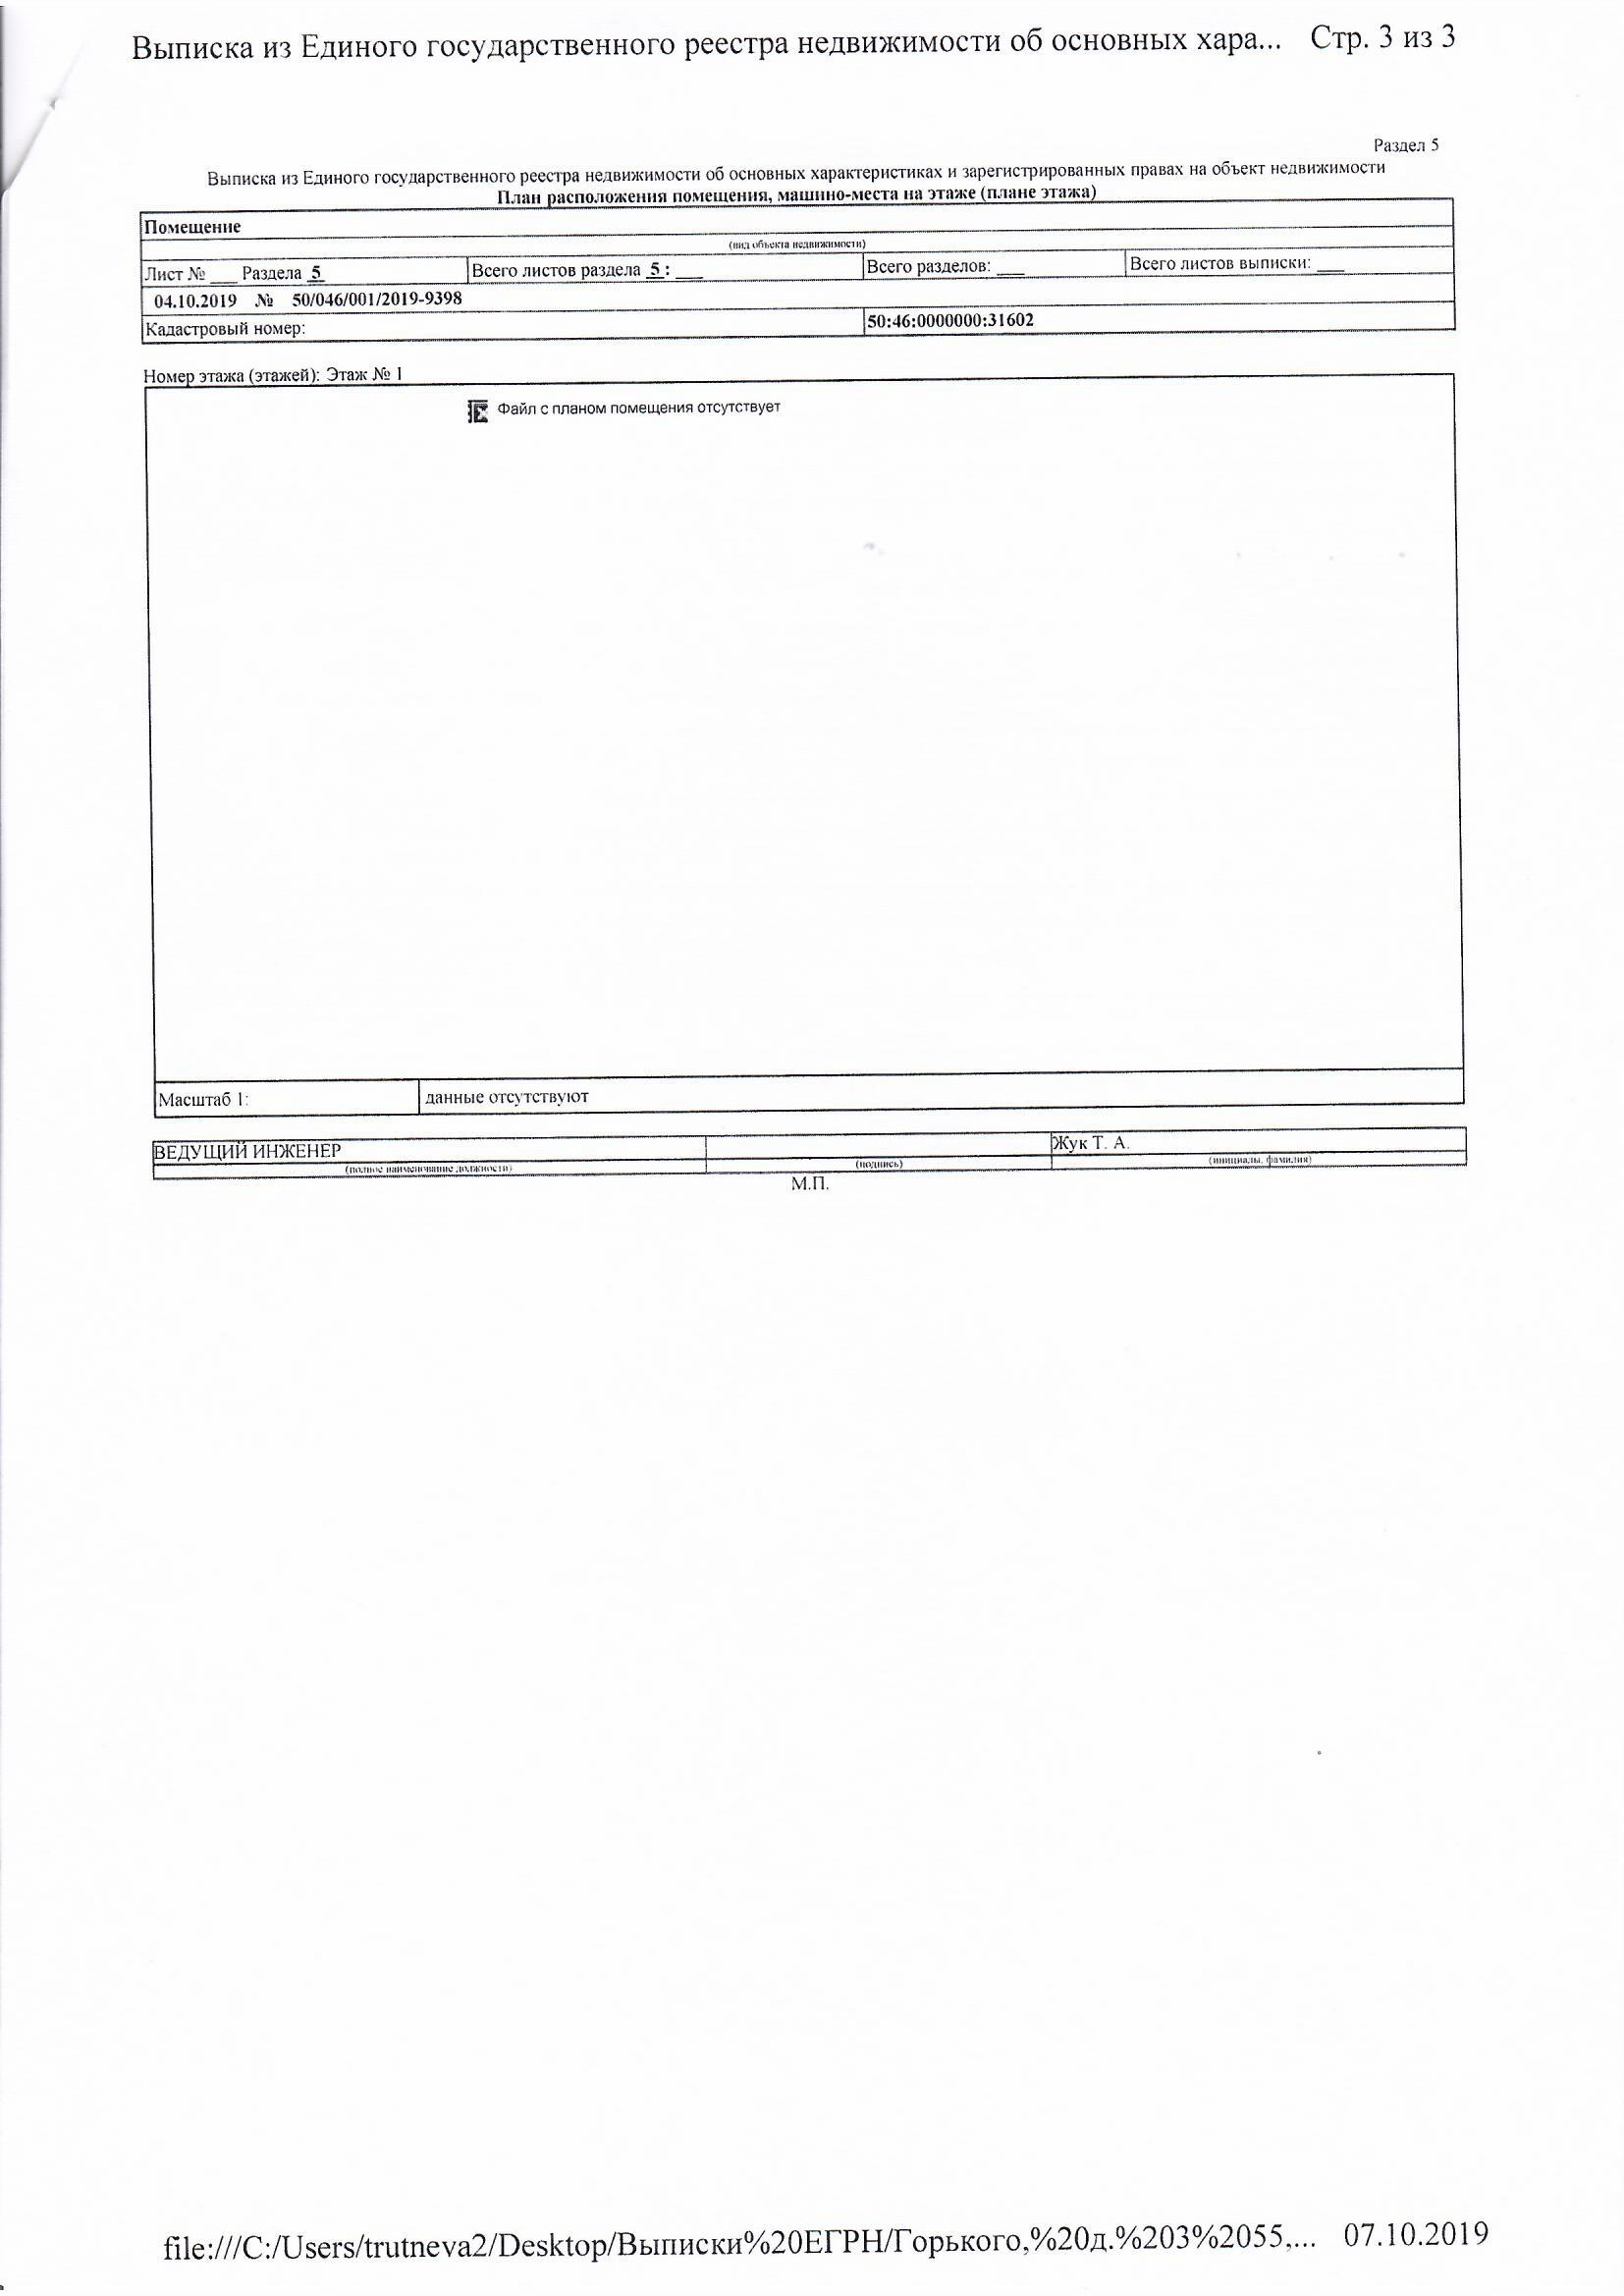 Выписка из Единого государственного реестра недвижимости об основных хара... Стр. 3 из 3
Раздел 5
Выписка из Единого государственного реестра недвижимости об основных характеристиках и зарегистрированных правах на объект недвижимости
План расположения помещения, машино-места на этаже (плане этажа)
Помещение
(вид объекта недвижимости)
Лист № ___ Раздела 5 Всего листов раздела 5 : ___ Всего разделов: ___ Всего листов выписки: ___
04.10.2019 № 50/046/001/2019-9398
Кадастровый номер: 50:46:0000000:31602
Номер этажа (этажей): Этаж № 1
Файл с планом помещения отсутствует
Масштаб 1: данные отсутствуют
ВЕДУЩИЙ ИНЖЕНЕР Жук Т. А.
(полное наименование должности) (подпись) (инициалы, фамилия)
М.П.
file:///C:/Users/trutneva2/Desktop/Выписки%20ЕГРН/Горького,%20д.%203%2055,... 07.10.2019